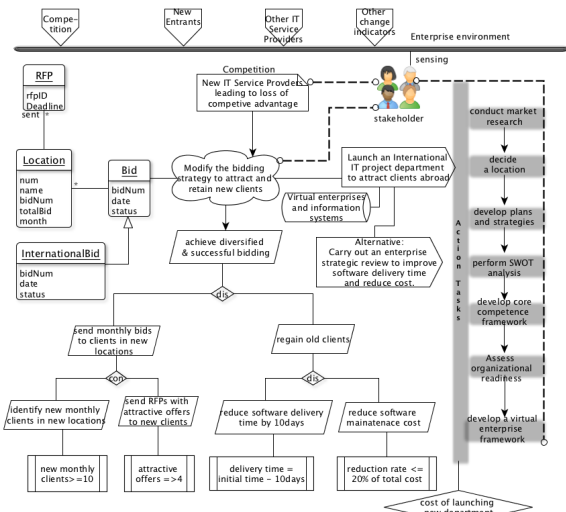 Compe-
tition
New
Entrants
Other IT
Service
Providers
Other
change
indicators
Enterprise environment
sensing
RFP
rfpID
Deadline
sent *
Competition
New IT Service Providers
leading to loss of
competive advantage
stakeholder
Location
num
name
bidNum
totalBid
month
*
Bid
bidNum
date
status
InternationalBid
bidNum
date
status
Modify the bidding
strategy to attract and
retain new clients
Launch an International
IT project department
to attract clients abroad
Virtual enterprises
and information
systems
Alternative:
Carry out an enterprise
strategic review to improve
software delivery time
and reduce cost.
achieve diversified
& successful bidding
dis
send monthly bids
to clients in new
locations
regain old clients
con
dis
identify new monthly
clients in new locations
send RFPs with
attractive offers
to new clients
reduce software delivery
time by 10days
reduce software
maintanace cost
new monthly
clients>=10
attractive
offers =>4
delivery time =
initial time - 10days
reduction rate <=
20% of total cost
Action Tasks
conduct market
research
decide
a location
develop plans
and strategies
perform SWOT
analysis
develop core
competence
framework
Assess
organizational
readiness
develop a virtual
enterprise
framework
cost of launching
new department